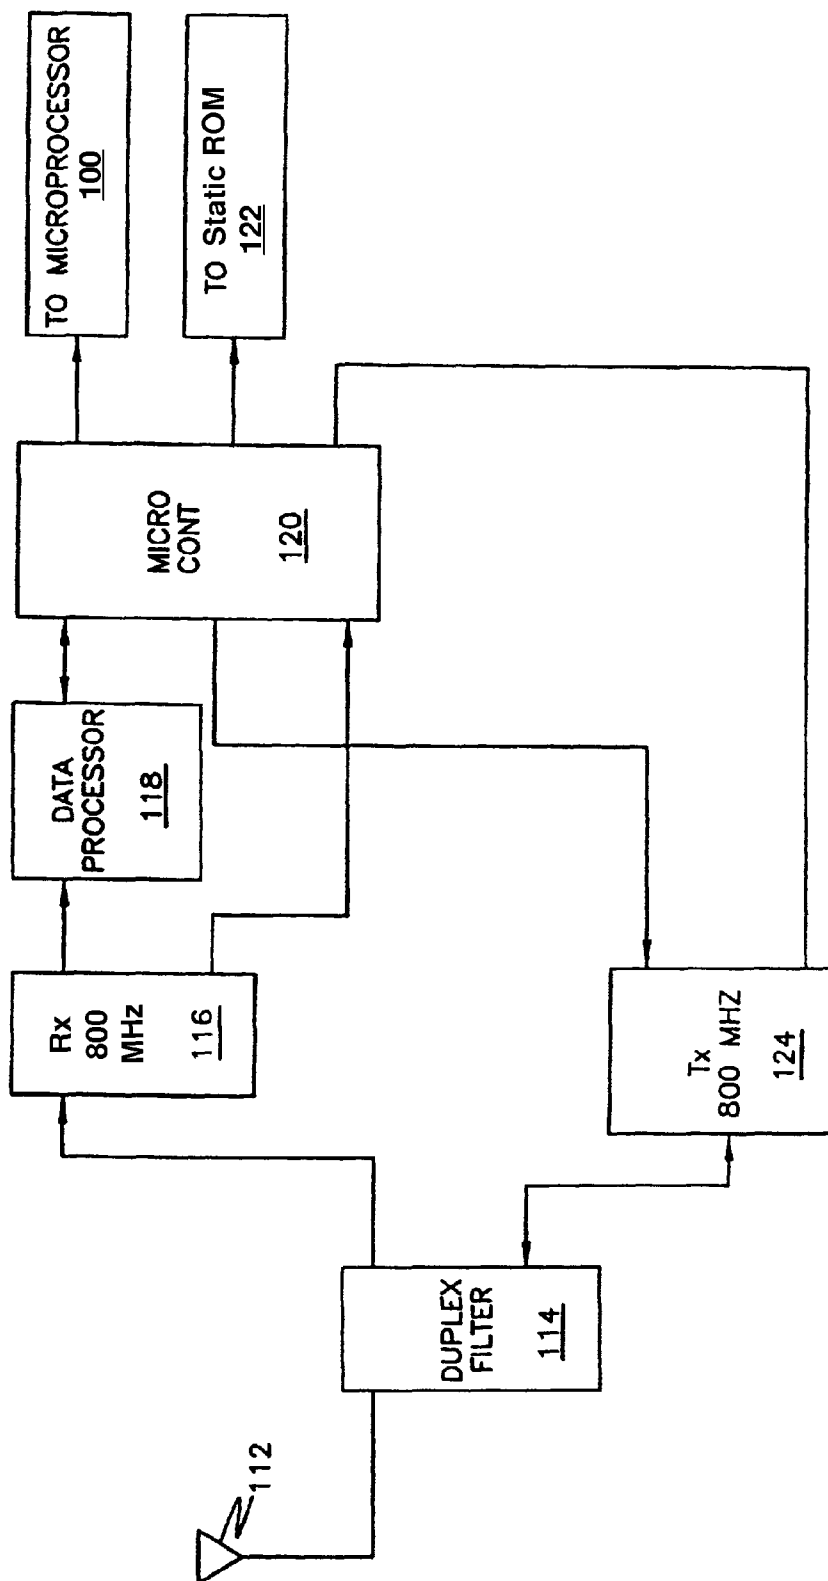 TO MICROPROCESSOR
100
TO Static ROM
122
MICRO
CONT
120
DATA
PROCESSOR
118
Rx
800
MHz
116
Tx
800 MHZ
124
DUPLEX
FILTER
114
112